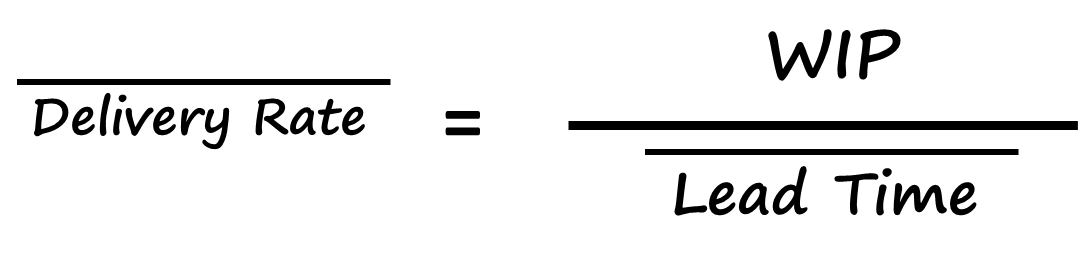 WIP
Delivery Rate =
Lead Time